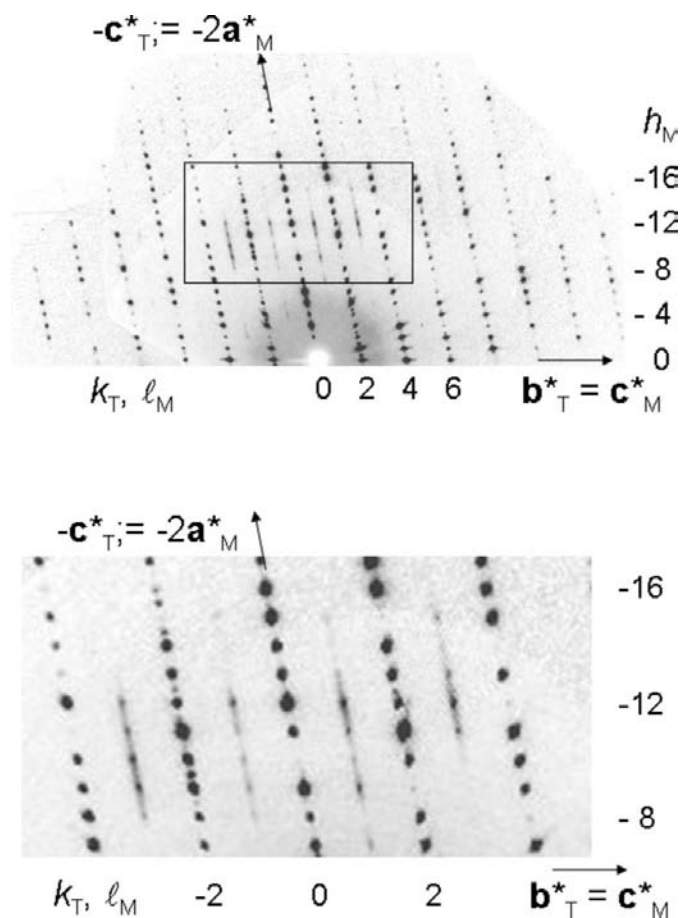 -c*T;= -2a*M
hM
-16
-12
- 8
- 4
0
kT, ℓM 0 2 4 6 b*T = c*M
-c*T;= -2a*M
-16
-12
- 8
kT, ℓM -2 0 2 b*T = c*M